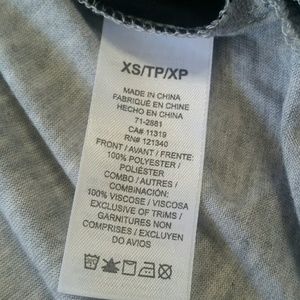 XS/TP/XP
MADE IN CHINA
FABRIQUÉ EN CHINE
HECHO EN CHINA
71-2881
CA# 11319
RN# 121340
FRONT / AVANT / FRENTE:
100% POLYESTER /
POLIÉSTER
COMBO / AUTRES /
COMBINACIÓN:
100% VISCOSE / VISCOSA
EXCLUSIVE OF TRIMS /
GARNITURES NON
COMPRISES / EXCLUYEN
DO AVIOS